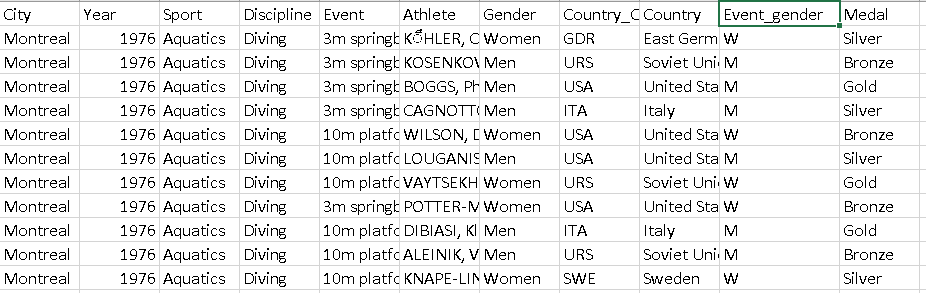 City Year Sport Discipline Event Athlete Gender Country_C Country Event_gender Medal
Montreal 1976 Aquatics Diving 3m springb HLER, C Women GDR East Germ W Silver
Montreal 1976 Aquatics Diving 3m springb KOSENKOV Men URS Soviet Uni M Bronze
Montreal 1976 Aquatics Diving 3m springb BOGGS, Ph Men USA United Sta M Gold
Montreal 1976 Aquatics Diving 3m springb CAGNOTTO Men ITA Italy M Silver
Montreal 1976 Aquatics Diving 10m platfo WILSON, D Women USA United Sta W Bronze
Montreal 1976 Aquatics Diving 10m platfo LOUGANIS Men USA United Sta M Silver
Montreal 1976 Aquatics Diving 10m platfo VAYTSEKH Women URS Soviet Uni W Gold
Montreal 1976 Aquatics Diving 3m springb POTTER-M Women USA United Sta W Bronze
Montreal 1976 Aquatics Diving 10m platfo DIBIASI, Kl Men ITA Italy M Gold
Montreal 1976 Aquatics Diving 10m platfo ALEINIK, V Men URS Soviet Uni M Bronze
Montreal 1976 Aquatics Diving 10m platfo KNAPE-LIN Women SWE Sweden W Silver